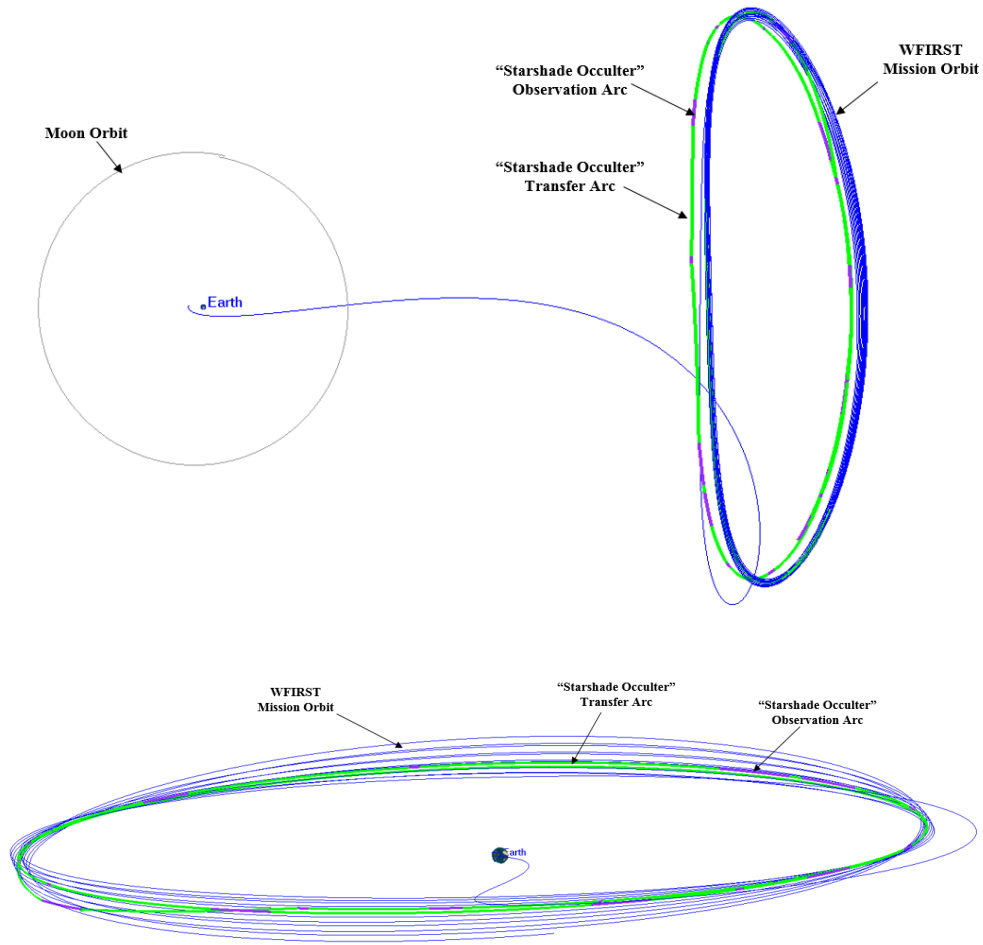 WFIRST
Mission Orbit
“Starshade Occulter”
Observation Arc
Moon Orbit
“Starshade Occulter”
Transfer Arc
Earth
“Starshade Occulter”
Transfer Arc
WFIRST
Mission Orbit
“Starshade Occulter”
Observation Arc
Earth